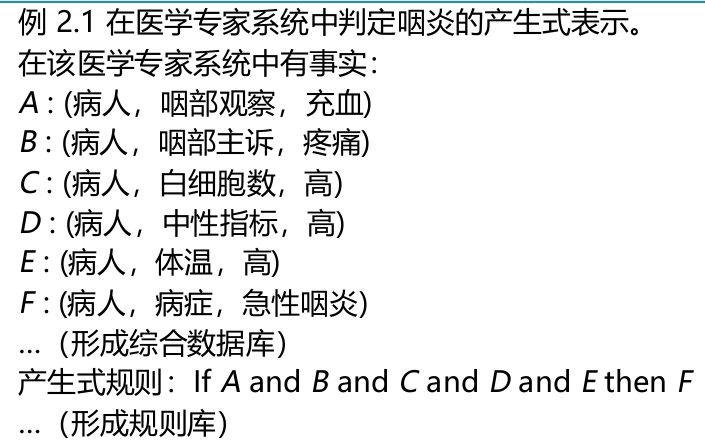 例 2.1 在医学专家系统中判定咽炎的产生式表示。
在该医学专家系统中有事实：
A : (病人，咽部观察，充血)
B : (病人，咽部主诉，疼痛)
C : (病人，白细胞数，高)
D : (病人，中性指标，高)
E : (病人，体温，高)
F : (病人，病症，急性咽炎)
…（形成综合数据库）
产生式规则：If A and B and C and D and E then F
…（形成规则库）